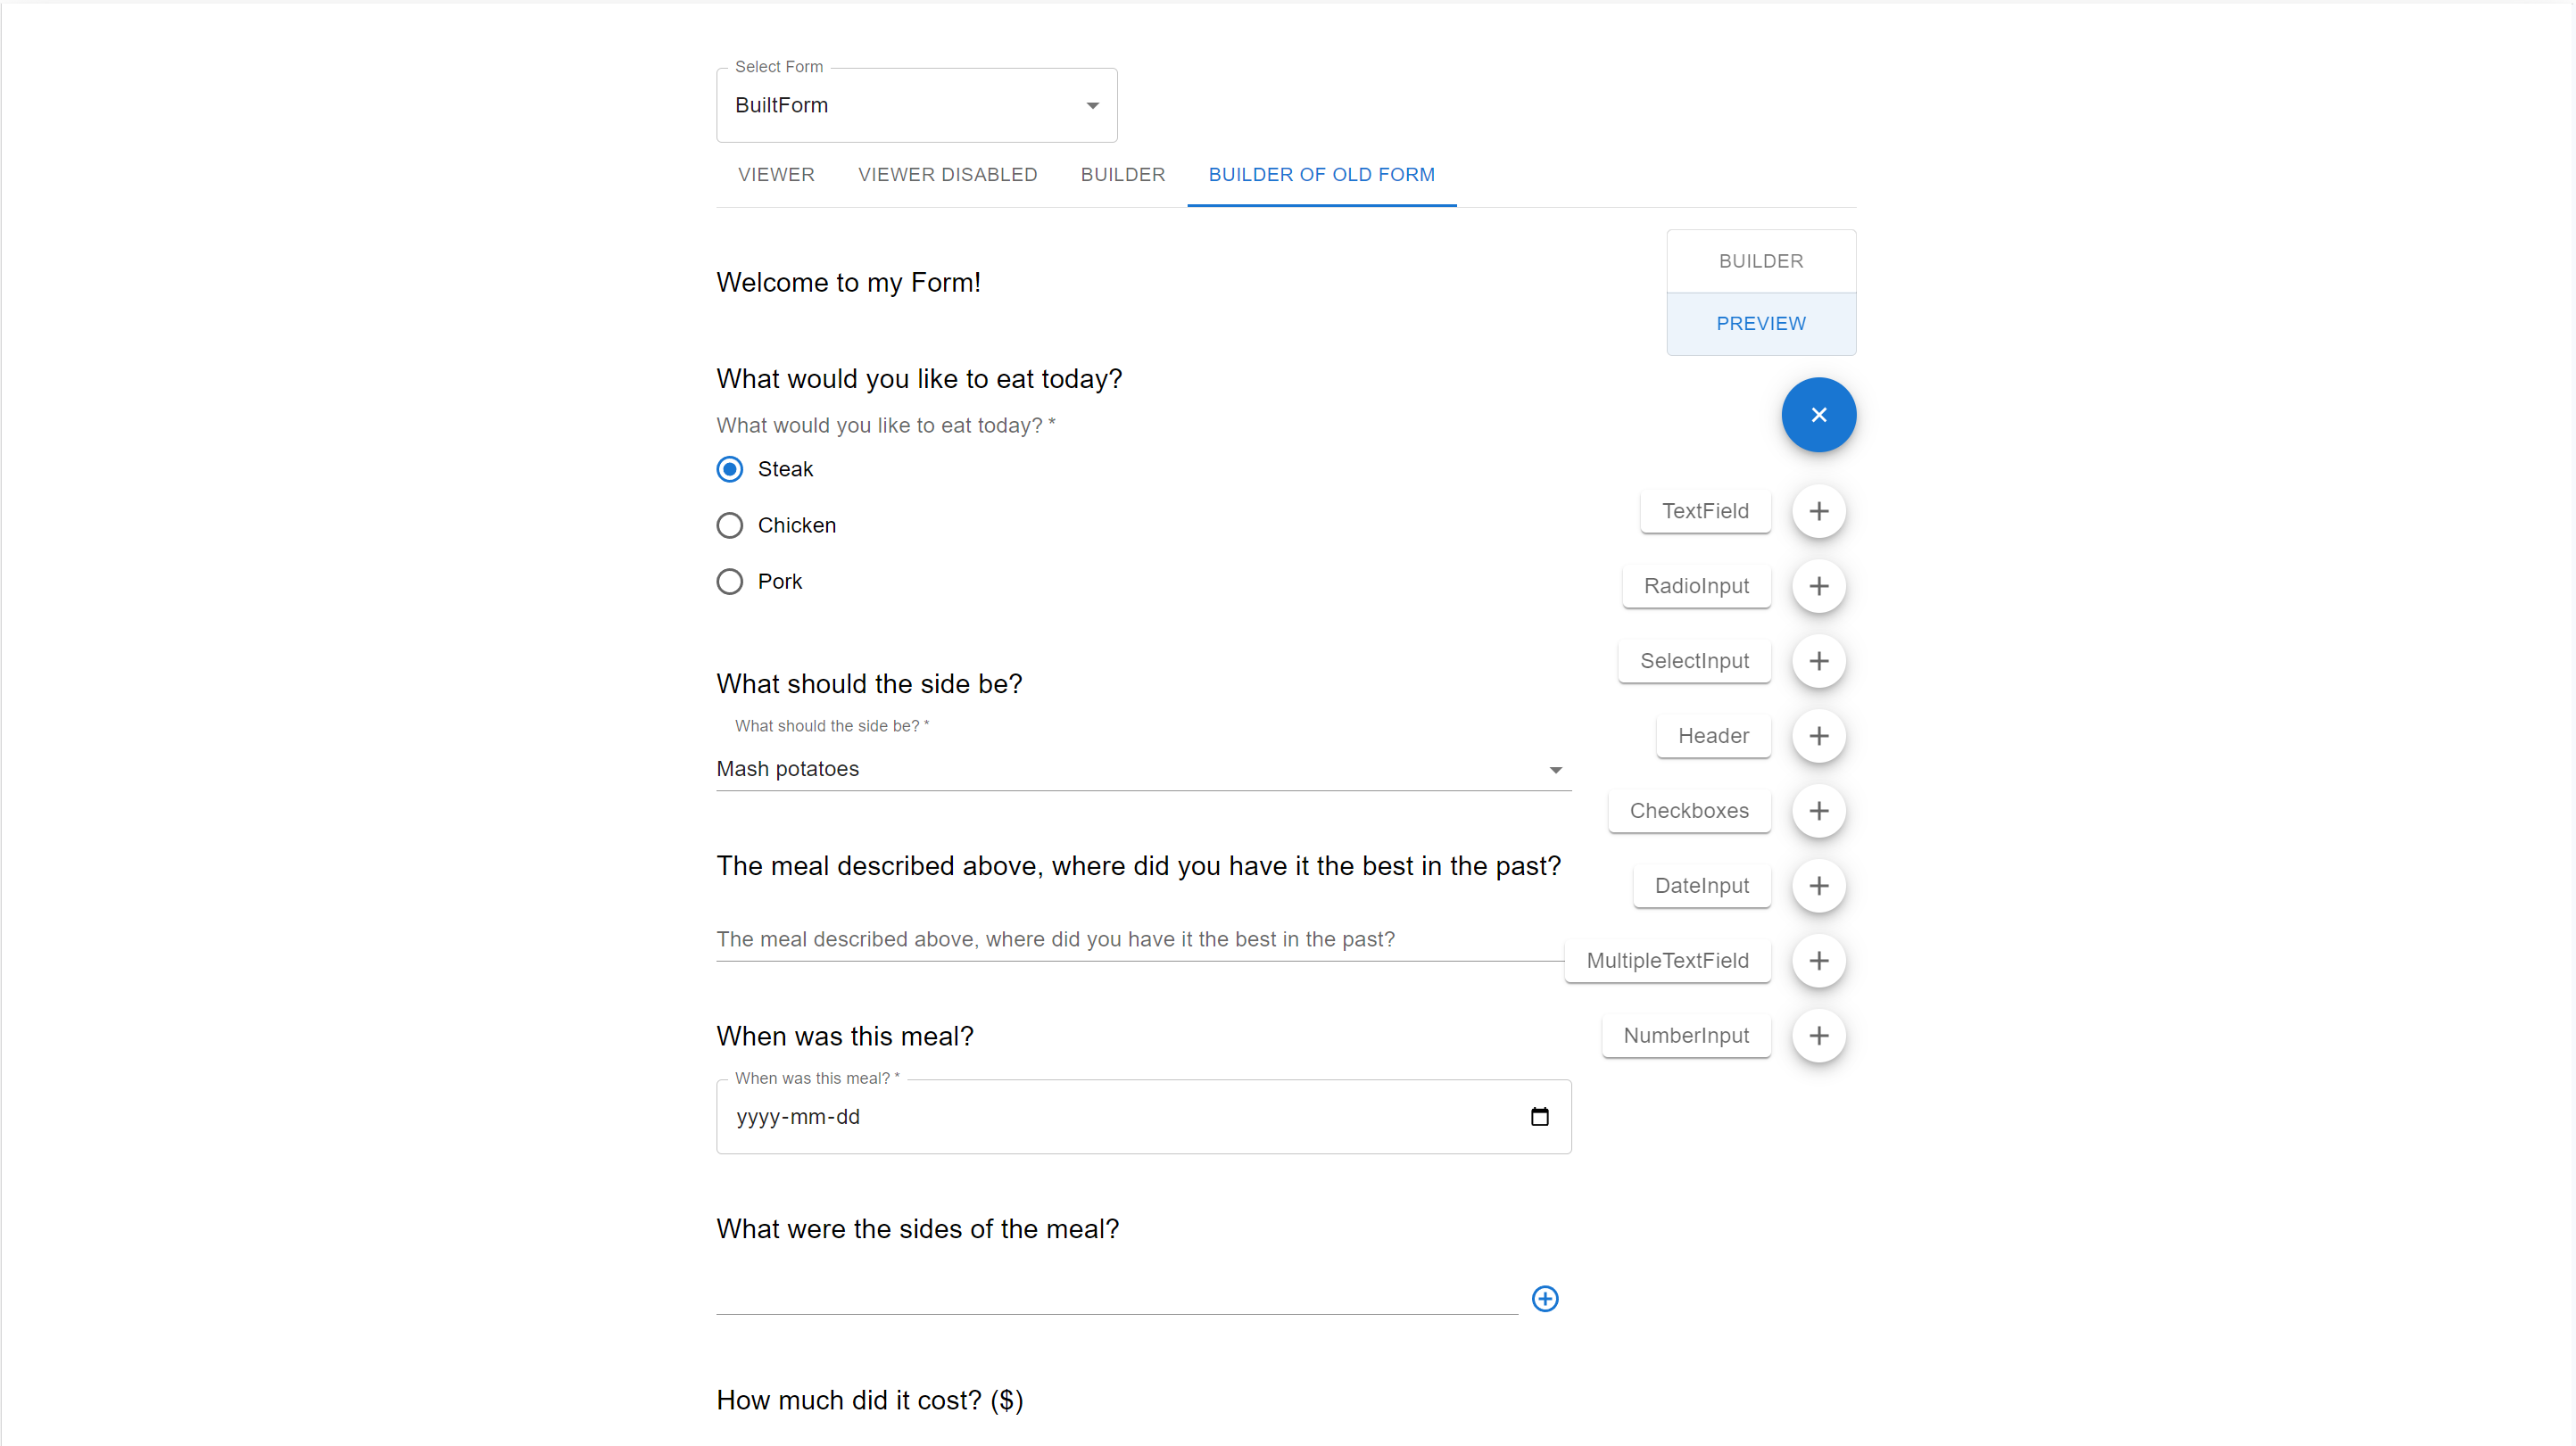 Select Form
BuiltForm
VIEWER VIEWER DISABLED BUILDER BUILDER OF OLD FORM
BUILDER
PREVIEW
Welcome to my Form!
What would you like to eat today?
What would you like to eat today? *
Steak
Chicken
Pork
What should the side be?
What should the side be? *
Mash potatoes
The meal described above, where did you have it the best in the past?
The meal described above, where did you have it the best in the past?
When was this meal?
When was this meal? *
yyyy-mm-dd
What were the sides of the meal?
How much did it cost? ($)
TextField
RadioInput
SelectInput
Header
Checkboxes
DateInput
MultipleTextField
NumberInput